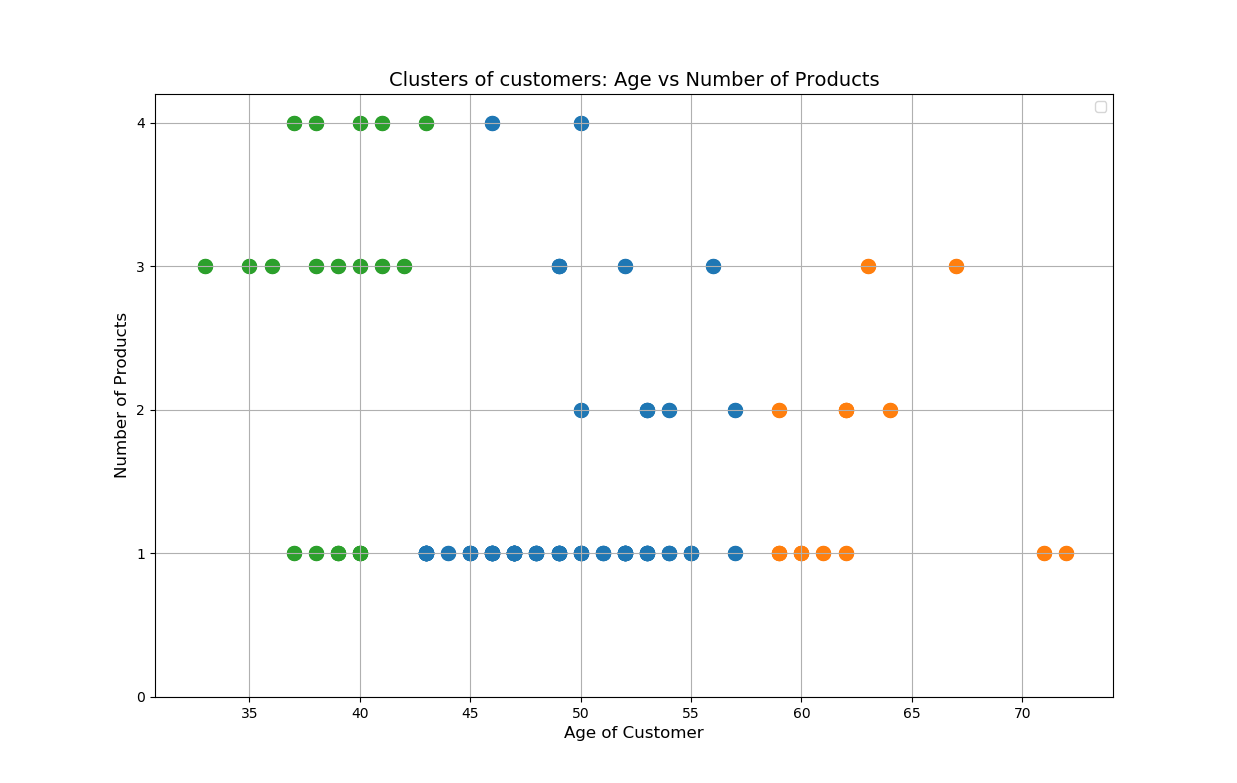 Clusters of customers: Age vs Number of Products
4
3
2
1
0
Number of Products
35 40 45 50 55 60 65 70
Age of Customer